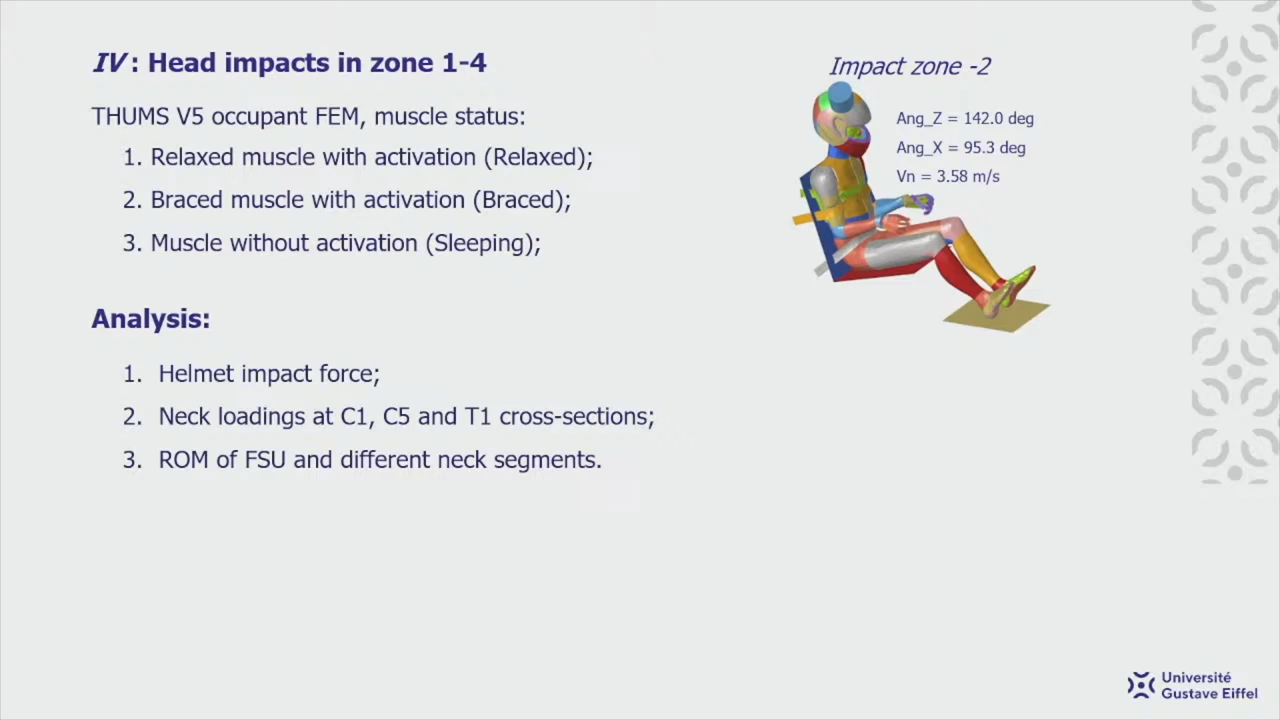 IV : Head impacts in zone 1-4
THUMS V5 occupant FEM, muscle status:
1. Relaxed muscle with activation (Relaxed);
2. Braced muscle with activation (Braced);
3. Muscle without activation (Sleeping);
Analysis:
1. Helmet impact force;
2. Neck loadings at C1, C5 and T1 cross-sections;
3. ROM of FSU and different neck segments.
Impact zone -2
Ang_Z = 142.0 deg
Ang_X = 95.3 deg
Vn = 3.58 m/s
Université
Gustave Eiffel